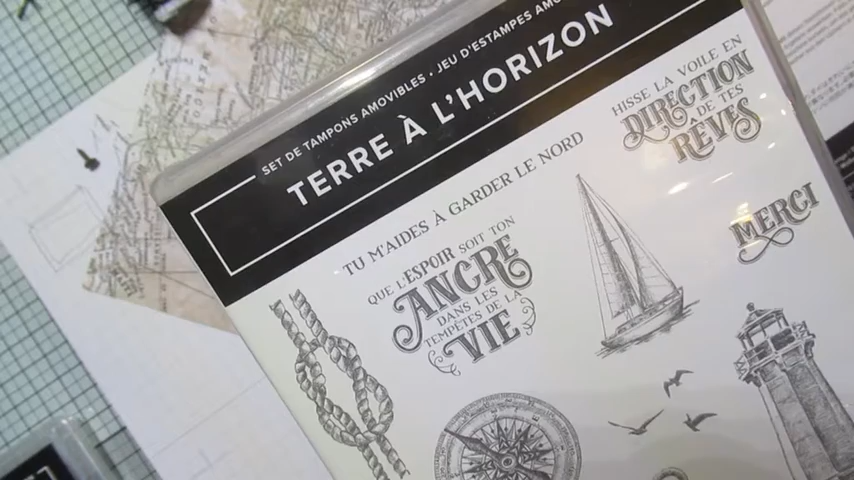 SET DE TAMPONS AMOVIBLES • JEU D'ESTAMPES
TERRE À L'HORIZON
HISSE LA VOILE EN
DIRECTION
DE TES
RÊVES
TU M'AIDES À GARDER LE NORD
MERCI
QUE L'ESPOIR SOIT TON
ANCRE
DANS LES
TEMPÊTES DE LA
VIE